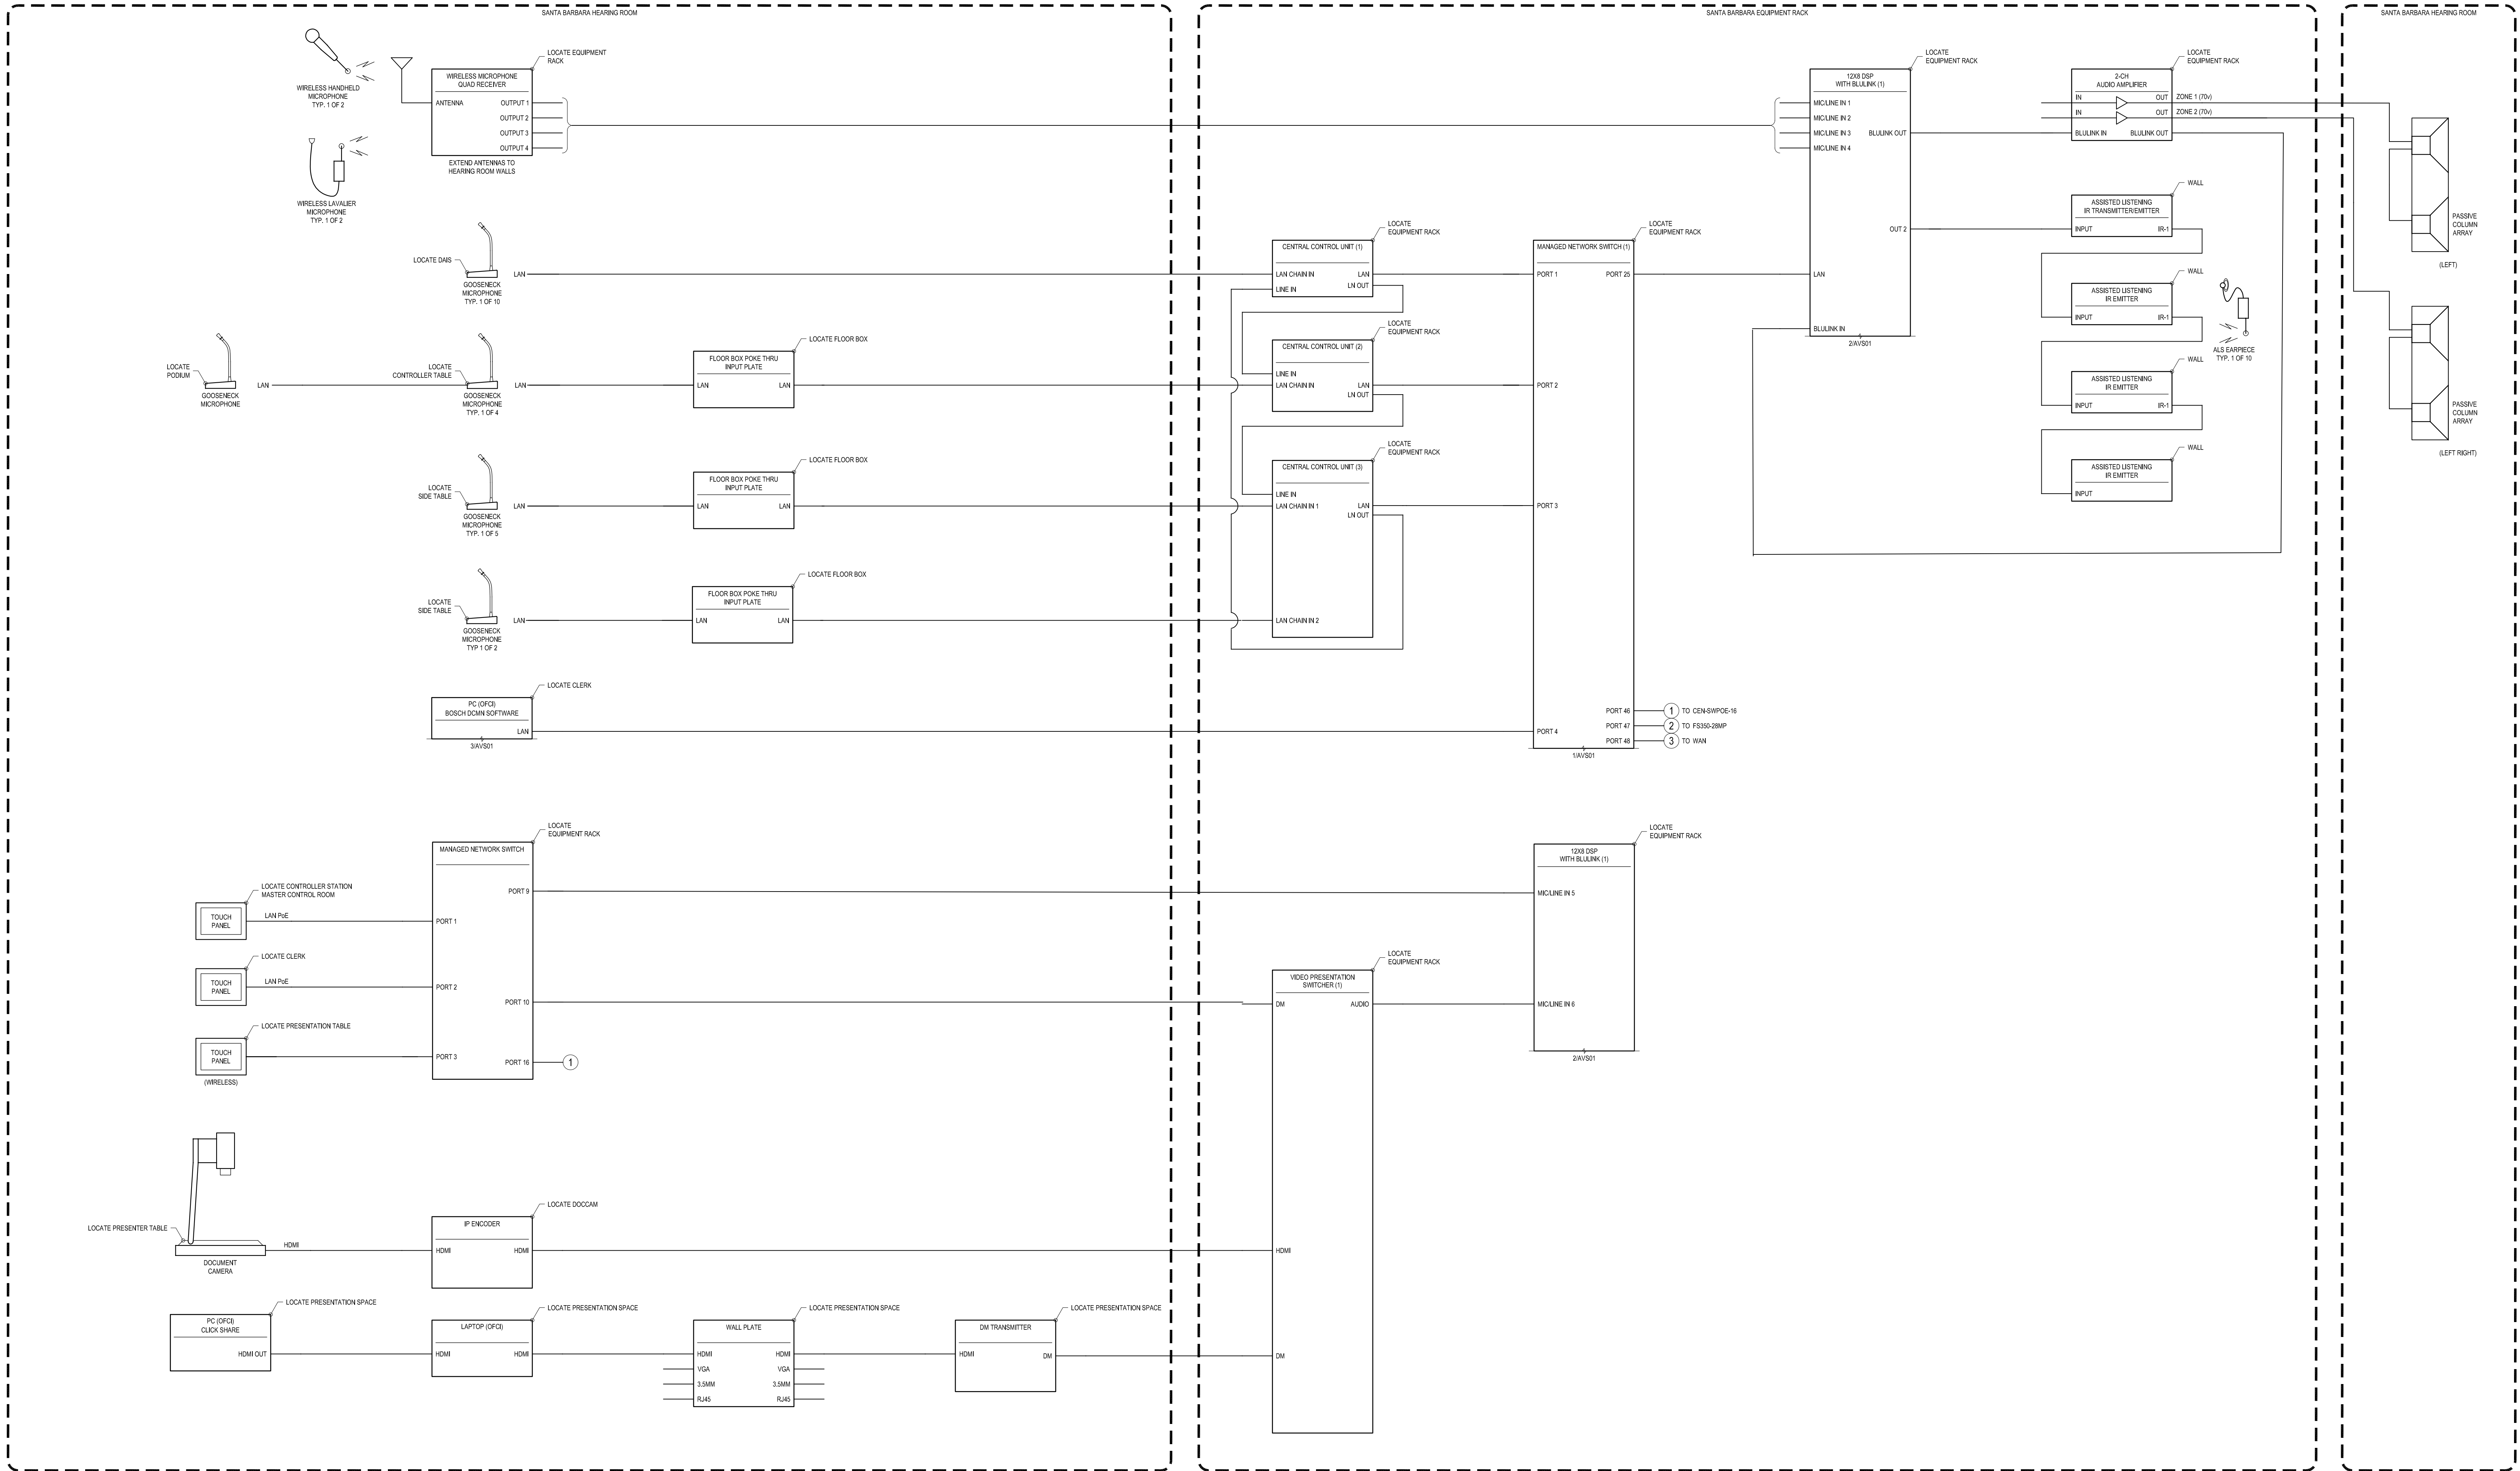 SANTA BARBARA HEARING ROOM
WIRELESS HANDHELD
MICROPHONE
TYP. 1 OF 2
LOCATE EQUIPMENT
RACK
WIRELESS MICROPHONE
QUAD RECEIVER
ANTENNA
OUTPUT 1
OUTPUT 2
OUTPUT 3
OUTPUT 4
EXTEND ANTENNAS TO
HEARING ROOM WALLS
WIRELESS LAVALIER
MICROPHONE
TYP. 1 OF 2
LOCATE DAIS
GOOSENECK
MICROPHONE
TYP. 1 OF 10
LAN
LOCATE
PODIUM
GOOSENECK
MICROPHONE
LAN
LOCATE
CONTROLLER TABLE
GOOSENECK
MICROPHONE
TYP. 1 OF 4
LAN
LOCATE FLOOR BOX
FLOOR BOX POKE THRU
INPUT PLATE
LAN
LAN
LOCATE
SIDE TABLE
GOOSENECK
MICROPHONE
TYP. 1 OF 5
LAN
LOCATE FLOOR BOX
FLOOR BOX POKE THRU
INPUT PLATE
LAN
LAN
LOCATE
SIDE TABLE
GOOSENECK
MICROPHONE
TYP 1 OF 2
LAN
LOCATE FLOOR BOX
FLOOR BOX POKE THRU
INPUT PLATE
LAN
LAN
LOCATE CLERK
PC (OFCI)
BOSCH DCMN SOFTWARE
LAN
3/AVS01
LOCATE
EQUIPMENT RACK
MANAGED NETWORK SWITCH
PORT 9
PORT 1
PORT 2
PORT 10
PORT 3
PORT 16
1
LOCATE CONTROLLER STATION
MASTER CONTROL ROOM
TOUCH
PANEL
LAN PoE
LOCATE CLERK
TOUCH
PANEL
LAN PoE
LOCATE PRESENTATION TABLE
TOUCH
PANEL
(WIRELESS)
LOCATE PRESENTER TABLE
DOCUMENT
CAMERA
HDMI
LOCATE DOCCAM
IP ENCODER
HDMI
HDMI
LOCATE PRESENTATION SPACE
PC (OFCI)
CLICK SHARE
HDMI OUT
LOCATE PRESENTATION SPACE
LAPTOP (OFCI)
HDMI
HDMI
LOCATE PRESENTATION SPACE
WALL PLATE
HDMI
HDMI
VGA
VGA
3.5MM
3.5MM
RJ45
RJ45
LOCATE PRESENTATION SPACE
DM TRANSMITTER
HDMI
DM
SANTA BARBARA EQUIPMENT RACK
LOCATE
EQUIPMENT RACK
CENTRAL CONTROL UNIT (1)
LAN CHAIN IN
LAN
LINE IN
LN OUT
LOCATE
EQUIPMENT RACK
CENTRAL CONTROL UNIT (2)
LINE IN
LAN CHAIN IN
LAN
LN OUT
LOCATE
EQUIPMENT RACK
CENTRAL CONTROL UNIT (3)
LINE IN
LAN CHAIN IN 1
LAN
LN OUT
LAN CHAIN IN 2
LOCATE
EQUIPMENT RACK
MANAGED NETWORK SWITCH (1)
PORT 1
PORT 25
PORT 2
PORT 3
PORT 4
PORT 46
1
TO CEN-SWPOE-16
PORT 47
2
TO FS350-28MP
PORT 48
3
TO WAN
1/AVS01
LOCATE
EQUIPMENT RACK
12X8 DSP
WITH BLULINK (1)
MIC/LINE IN 1
MIC/LINE IN 2
MIC/LINE IN 3
BLULINK OUT
MIC/LINE IN 4
OUT 2
LAN
BLULINK IN
2/AVS01
LOCATE
EQUIPMENT RACK
2-CH
AUDIO AMPLIFIER
IN
OUT
ZONE 1 (70v)
IN
OUT
ZONE 2 (70v)
BLULINK IN
BLULINK OUT
WALL
ASSISTED LISTENING
IR TRANSMITTER/EMITTER
INPUT
IR-1
WALL
ASSISTED LISTENING
IR EMITTER
INPUT
IR-1
ALS EARPIECE
TYP. 1 OF 10
WALL
ASSISTED LISTENING
IR EMITTER
INPUT
IR-1
WALL
ASSISTED LISTENING
IR EMITTER
INPUT
LOCATE
EQUIPMENT RACK
12X8 DSP
WITH BLULINK (1)
MIC/LINE IN 5
MIC/LINE IN 6
2/AVS01
LOCATE
EQUIPMENT RACK
VIDEO PRESENTATION
SWITCHER (1)
DM
AUDIO
HDMI
DM
SANTA BARBARA HEARING ROOM
PASSIVE
COLUMN
ARRAY
(LEFT)
PASSIVE
COLUMN
ARRAY
(LEFT RIGHT)